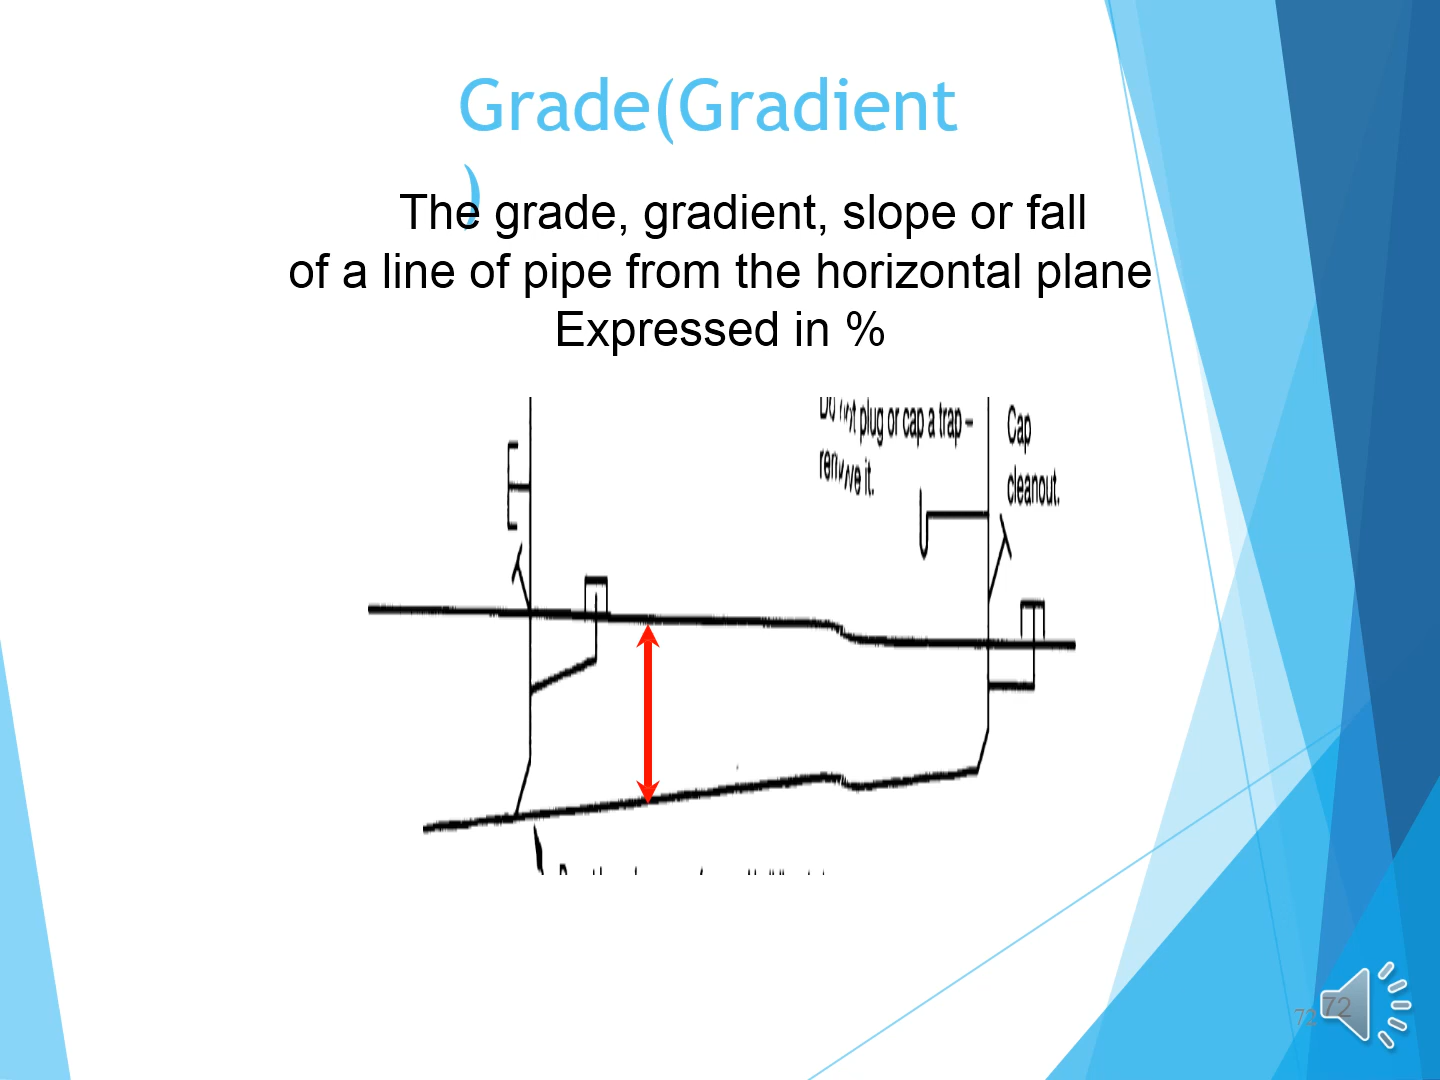 Grade(Gradient
)
The grade, gradient, slope or fall
of a line of pipe from the horizontal plane
Expressed in %
Do not plug or cap a trap –
remove it.
Cap
cleanout.
72
72